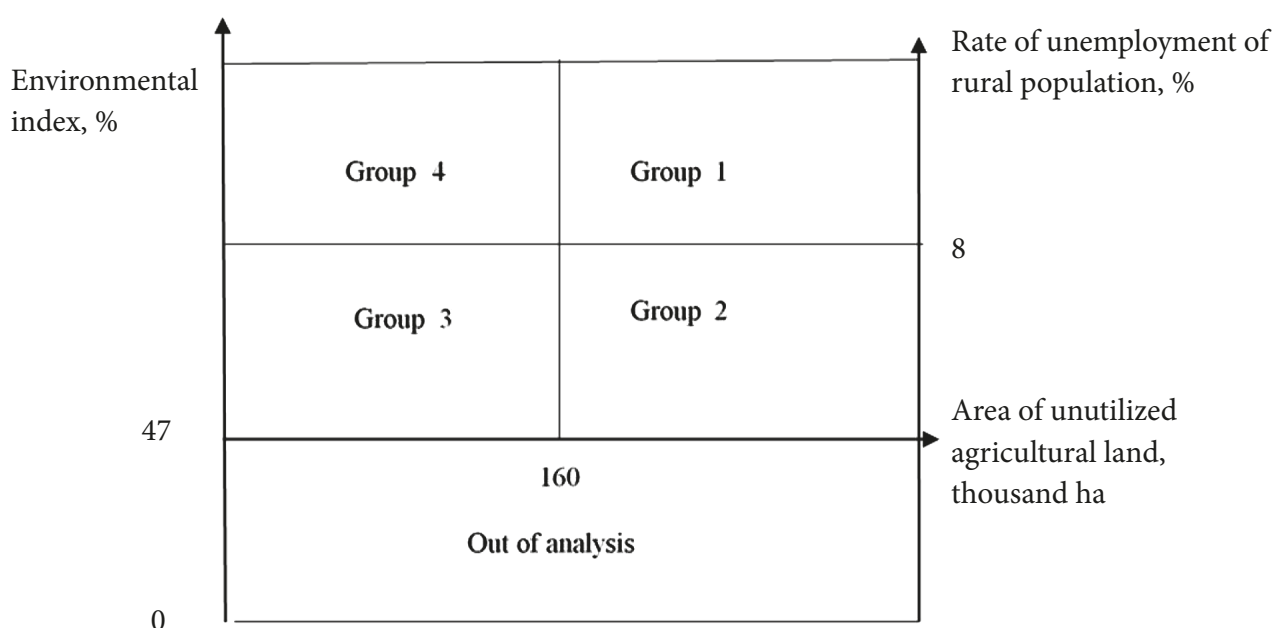 Environmental
index, %
Rate of unemployment of
rural population, %
Group 4
Group 1
8
Group 3
Group 2
47
160
Area of unutilized
agricultural land,
thousand ha
Out of analysis
0